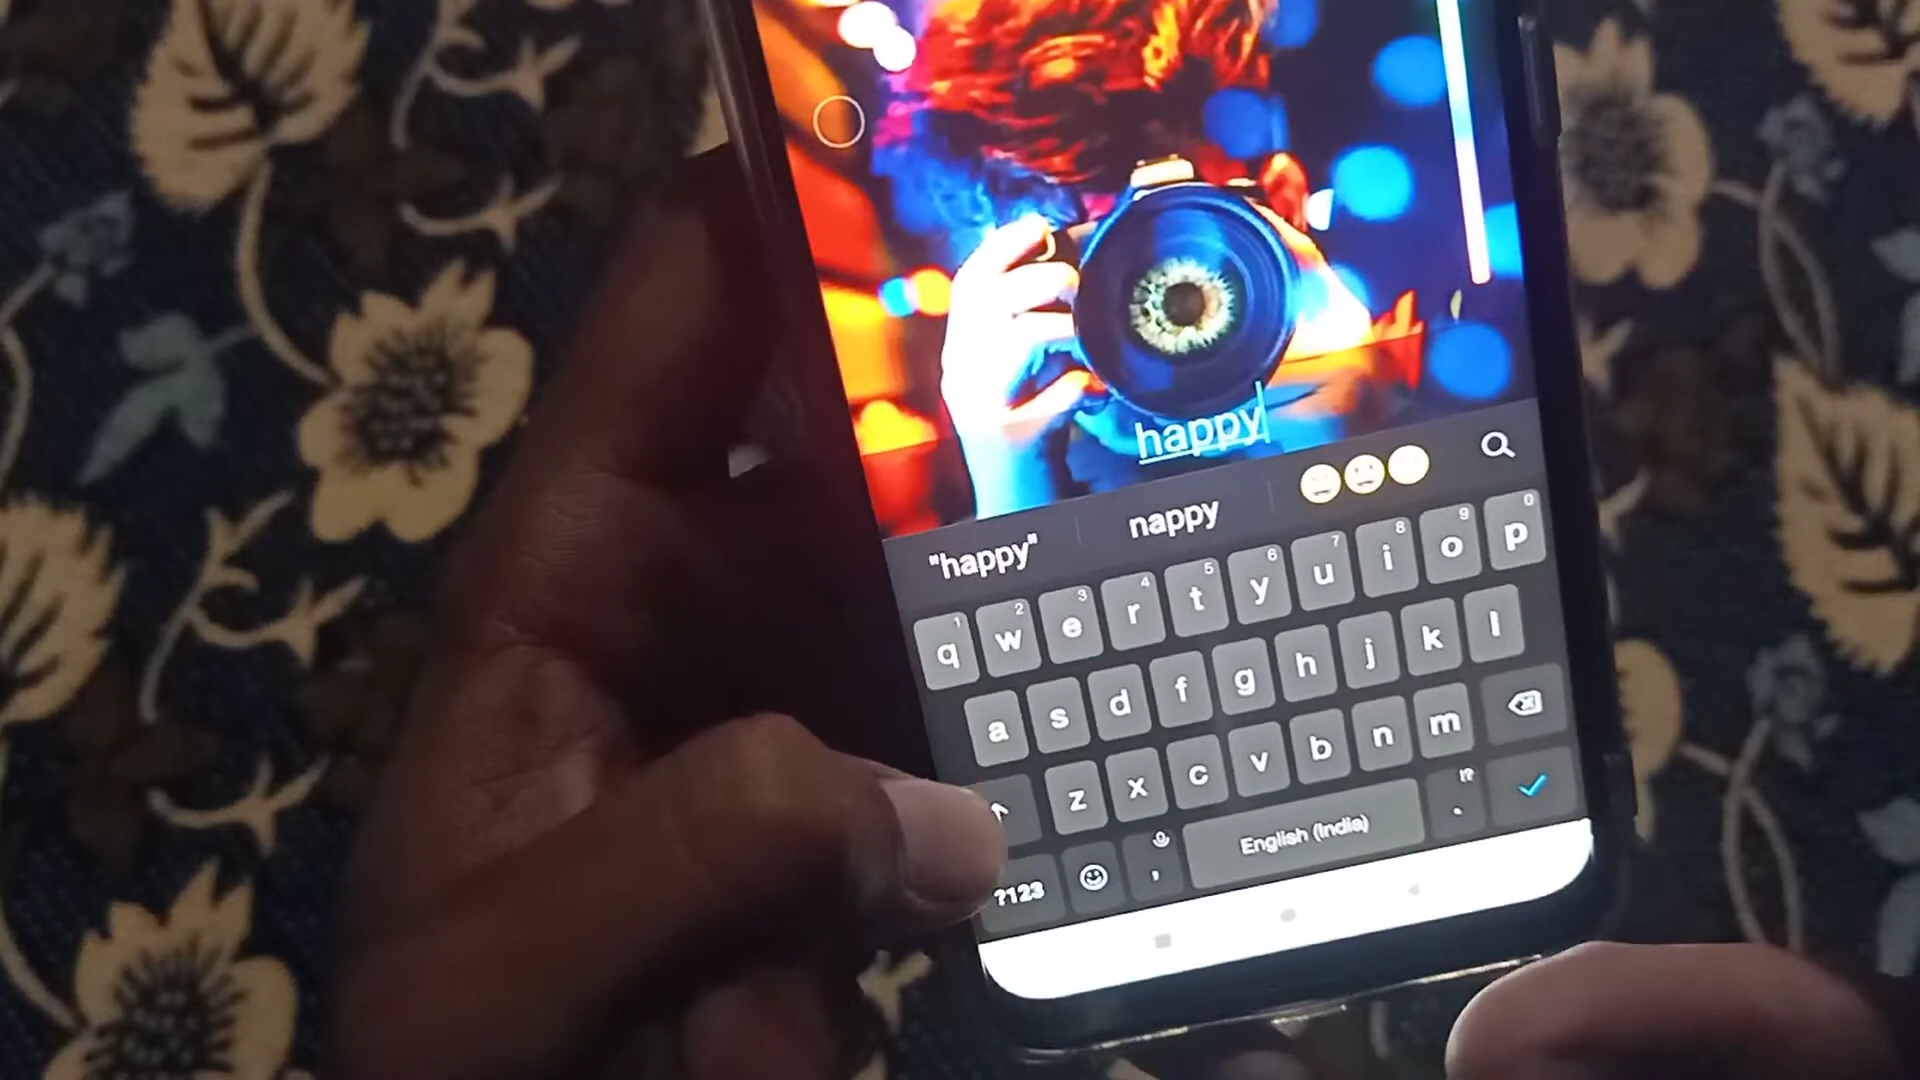 happy
"happy" nappy
1 2 3 4 5 6 7 8 9 0
q w e r t y u i o p
a s d f g h j k l
z x c v b n m
!?
?123 , English (India) .